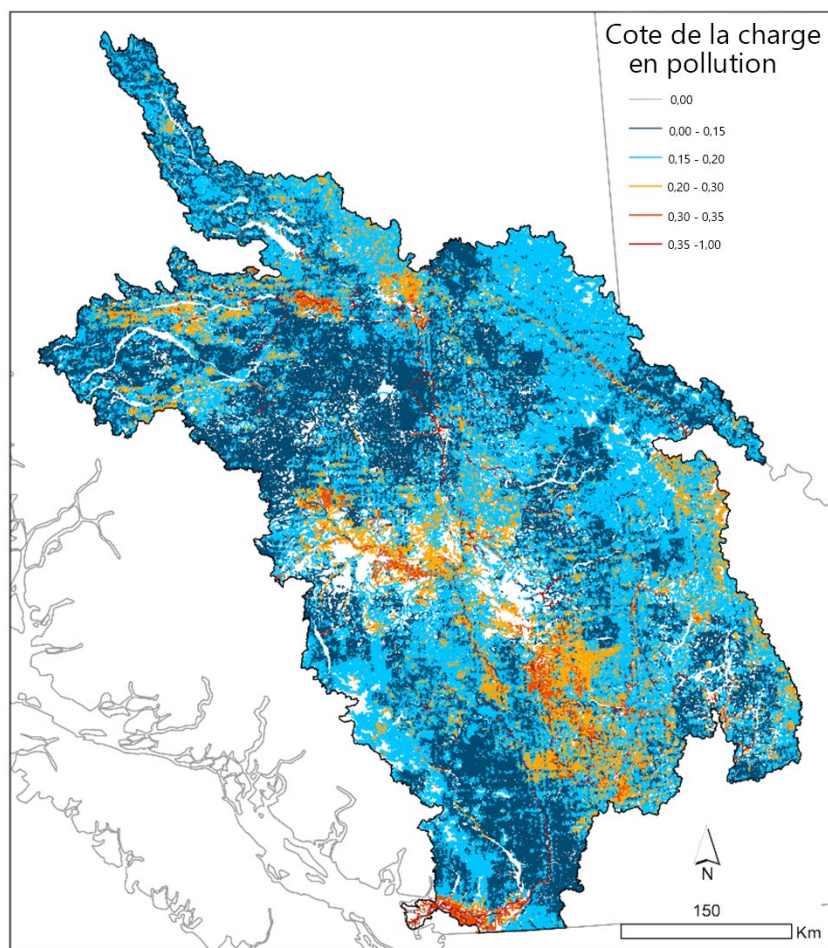 Cote de la charge
en pollution
0,00
0,00 - 0,15
0,15 - 0,20
0,20 - 0,30
0,30 - 0,35
0,35 -1,00
N
150
Km